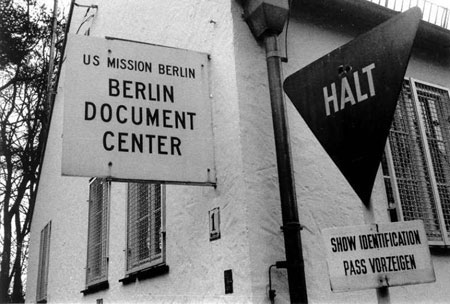 US MISSION BERLIN
BERLIN
DOCUMENT
CENTER
HALT
SHOW IDENTIFICATION
PASS VORZEIGEN
1